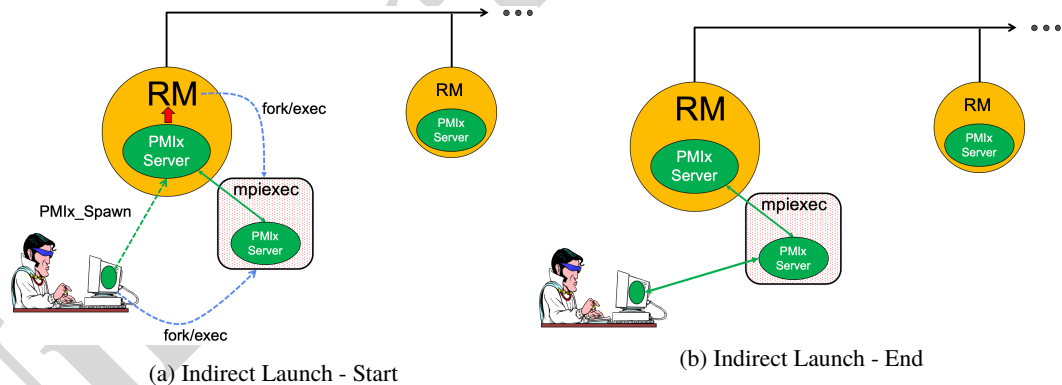 RM
fork/exec
PMIx
Server
mpiexec
PMIx
Server
PMIx_Spawn
fork/exec
RM
PMIx
Server
(a) Indirect Launch - Start
RM
PMIx
Server
mpiexec
PMIx
Server
RM
PMIx
Server
(b) Indirect Launch - End